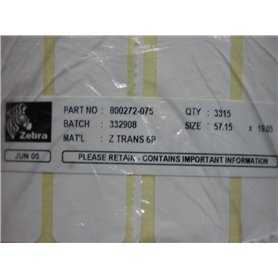 PART NO : 800272-075 QTY : 3315
BATCH : 332908 SIZE : 57.15 x 19.05
MAT'L : Z TRANS 6P
Zebra
JUN 05 PLEASE RETAIN - CONTAINS IMPORTANT INFORMATION